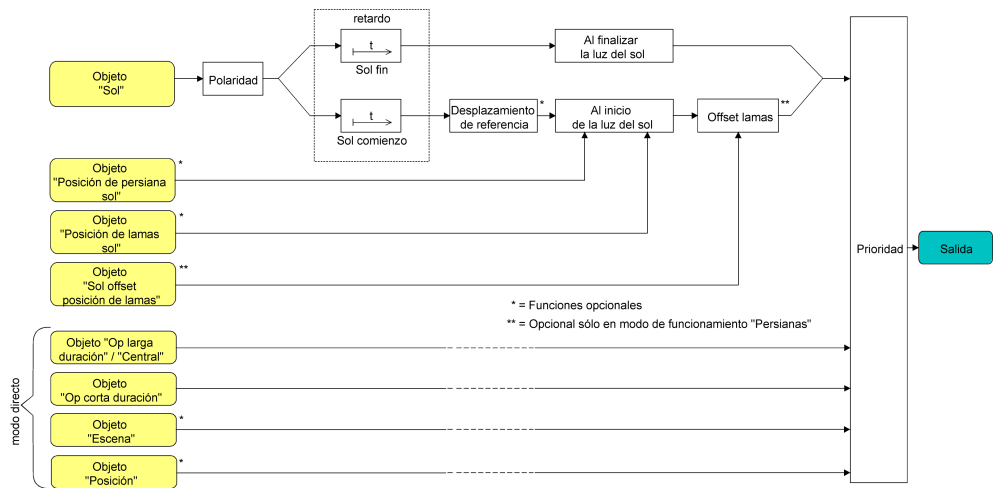 retardo
t
Sol fin
Al finalizar
la luz del sol
Objeto
"Sol"
Polaridad
t
Sol comienzo
Desplazamiento
de referencia
*
Al inicio
de la luz del sol
Offset lamas
**
Objeto
"Posición de persiana
sol"
*
Objeto
"Posición de lamas
sol"
*
Objeto
"Sol offset
posición de lamas"
**
Prioridad
Salida
* = Funciones opcionales
** = Opcional sólo en modo de funcionamiento "Persianas"
modo directo
Objeto "Op larga
duración" / "Central"
Objeto
"Op corta duración"
Objeto
"Escena"
*
Objeto
"Posición"
*